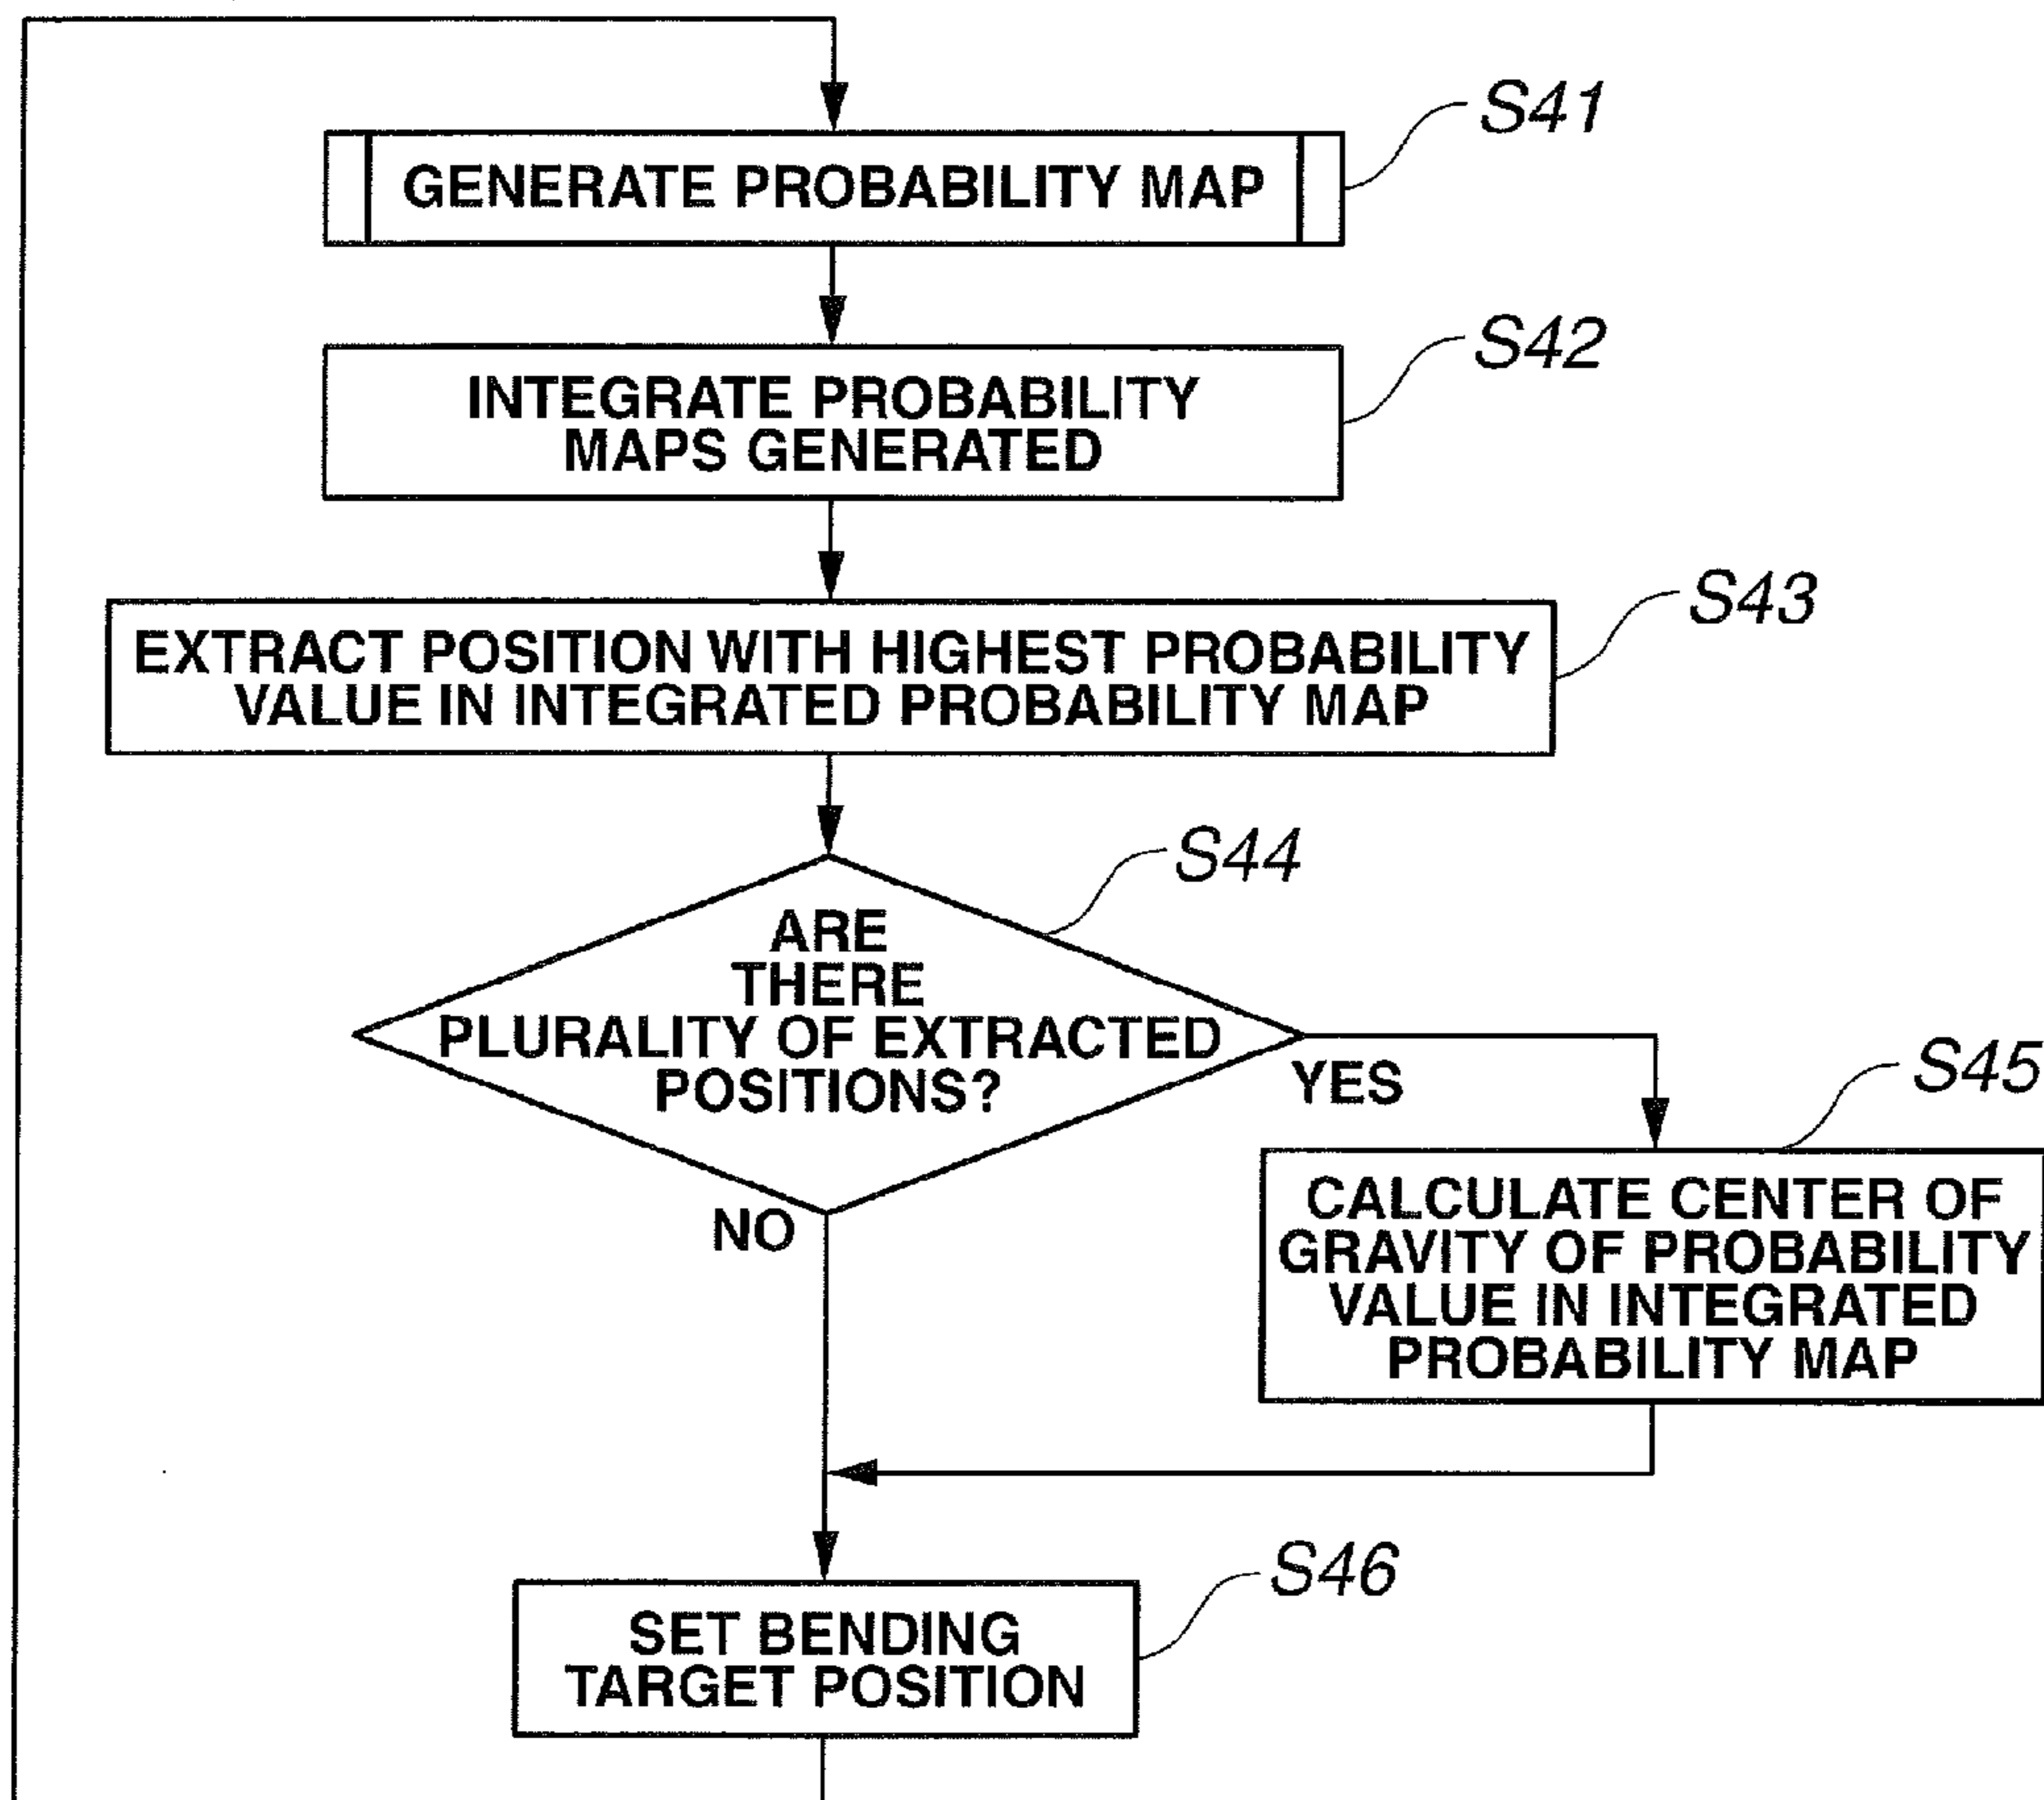 S41
GENERATE PROBABILITY MAP
S42
INTEGRATE PROBABILITY
MAPS GENERATED
S43
EXTRACT POSITION WITH HIGHEST PROBABILITY
VALUE IN INTEGRATED PROBABILITY MAP
S44
ARE
THERE
PLURALITY OF EXTRACTED
POSITIONS?
YES
S45
CALCULATE CENTER OF
GRAVITY OF PROBABILITY
VALUE IN INTEGRATED
PROBABILITY MAP
NO
S46
SET BENDING
TARGET POSITION